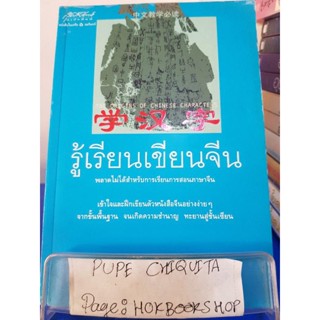 中文教学必读
OF CHINESE CHARACTE
学汉字
รู้เรียนเขียนจีน
พลาดไม่ได้สำหรับการเรียนการสอนภาษาจีน
เข้าใจและฝึกเขียนตัวหนังสือจีนอย่างง่าย ๆ
จากขั้นพื้นฐาน จนเกิดความชำนาญ ทะยานสู่ขั้นเซียน
PUPE CHIQUITA
Page: HOKBOOKSHOP